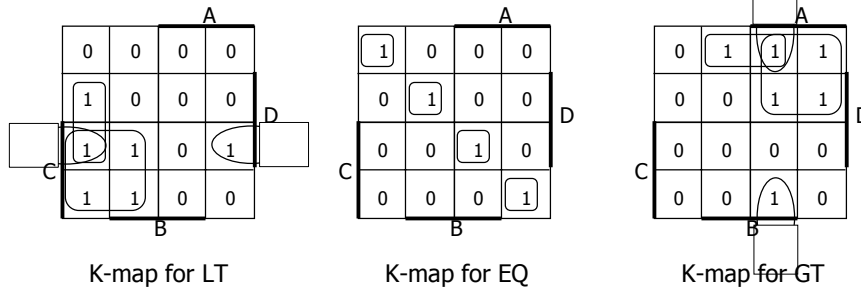 A A A
0 0 0 0 1 0 0 0 0 1 1 1
1 0 0 0 0 1 0 0 0 0 1 1
D D D
1 1 0 1 0 0 1 0 0 0 0 0
C C C
1 1 0 0 0 0 0 1 0 0 1 0
B B B
K-map for LT K-map for EQ K-map for GT